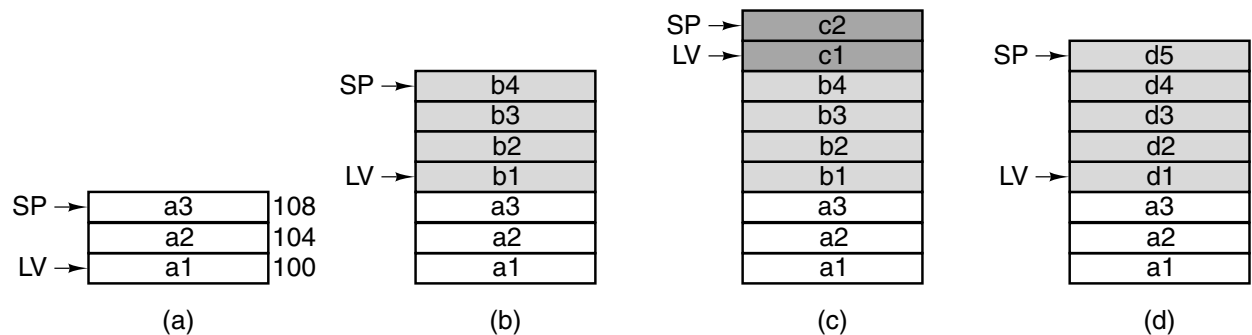 SP
a3
108
a2
104
LV
a1
100
(a)
SP
b4
b3
b2
LV
b1
a3
a2
a1
(b)
SP
c2
LV
c1
b4
b3
b2
b1
a3
a2
a1
(c)
SP
d5
d4
d3
d2
LV
d1
a3
a2
a1
(d)